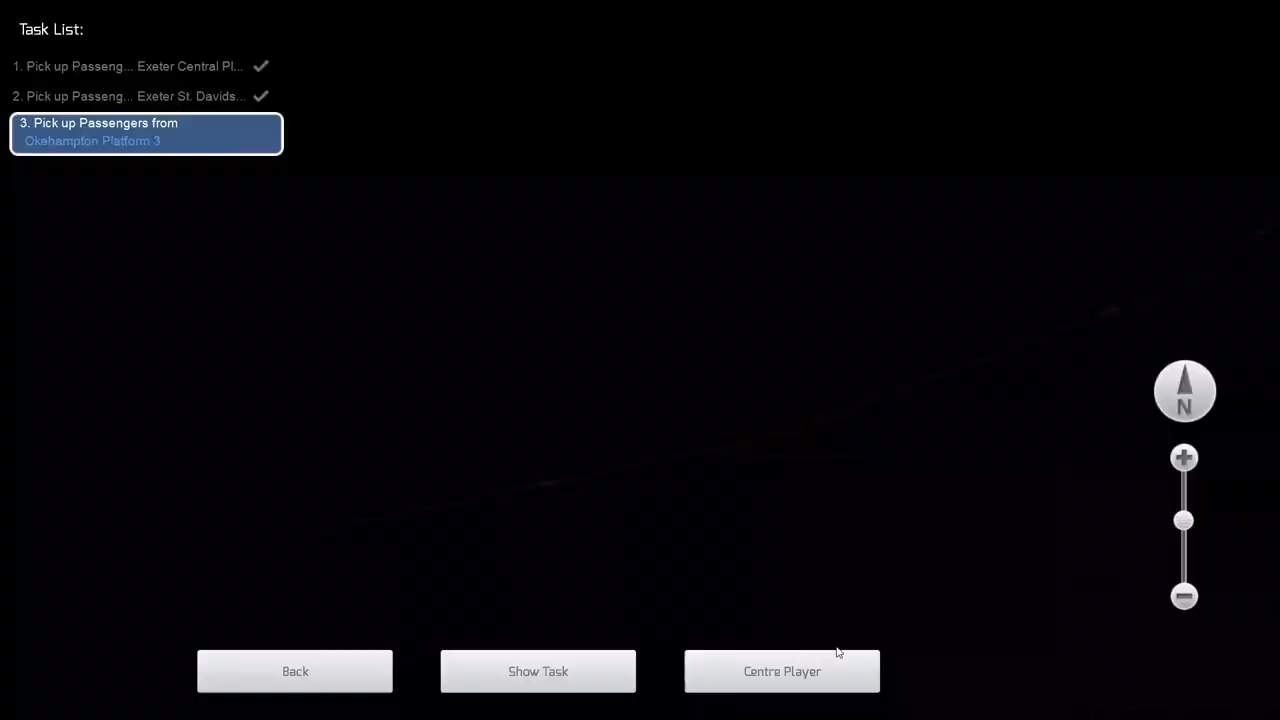 Task List:
1. Pick up Passeng... Exeter Central Pl...
2. Pick up Passeng... Exeter St. Davids...
3. Pick up Passengers from
Okehampton Platform 3
N
Back
Show Task
Centre Player